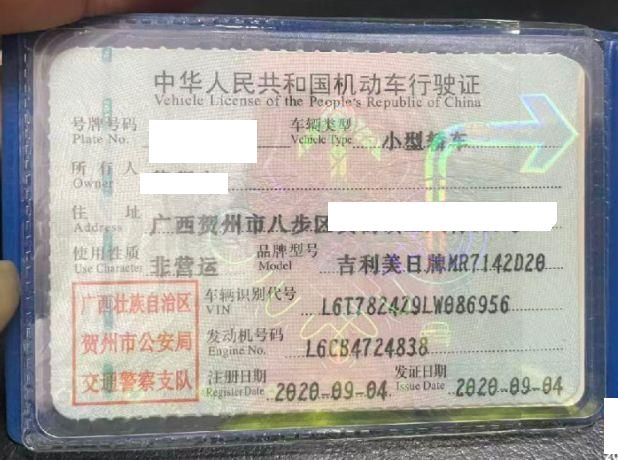 中华人民共和国机动车行驶证
Vehicle License of the People's Republic of China
号牌号码 车辆类型 小型轿车
Plate No. Vehicle Type
所有人
Owner
住址 广西贺州市八步区
Address
使用性质 非营运 品牌型号 吉利美日牌MR7142D20
Use Character Model
广西壮族自治区
贺州市公安局
交通警察支队
车辆识别代号 L6T7824Z9LW086956
VIN
发动机号码 L6CB4724838
Engine No.
注册日期 2020-09-04 发证日期 2020-09-04
Register Date Issue Date